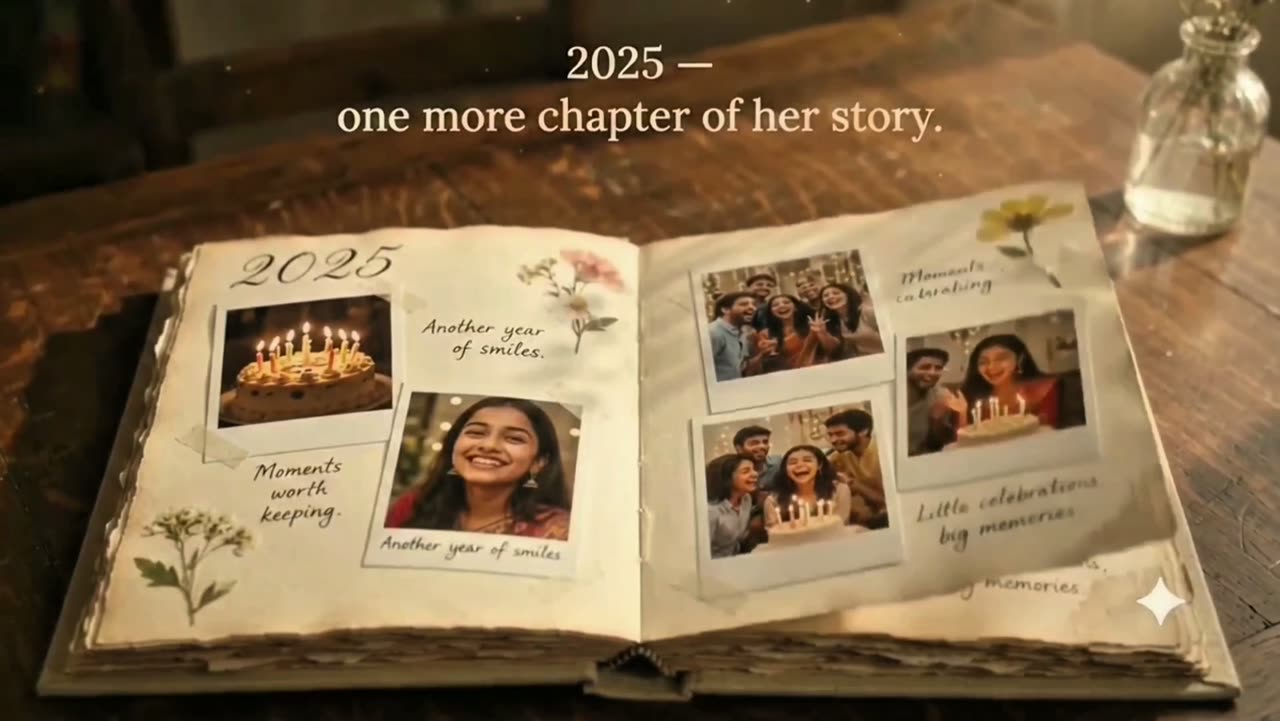 2025 —
one more chapter of her story.
2025
Another year
of smiles.
Moments
worth
keeping.
Another year of smiles
Moments
Little celebrations
big memories
memories